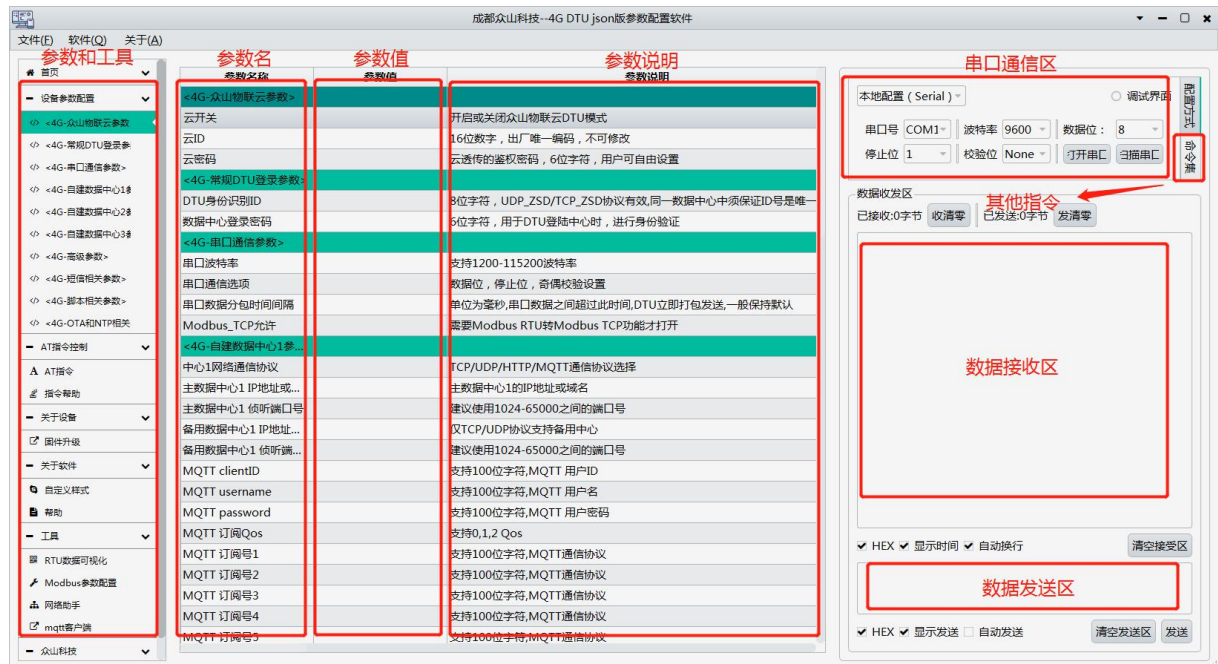 成都众山科技--4G DTU json版参数配置软件
文件(F) 软件(Q) 关于(A)
参数和工具
首页
设备参数配置
<4G-众山物联云参数
<4G-常规DTU登录参
<4G-串口通信参数>
<4G-自建数据中心1参
<4G-自建数据中心2参
<4G-自建数据中心3参
<4G-高级参数>
<4G-短信相关参数>
<4G-脚本相关参数>
<4G-OTA和NTP相关
AT指令控制
AT指令
指令帮助
关于设备
固件升级
关于软件
自定义样式
帮助
工具
RTU数据可视化
Modbus参数配置
网络助手
mqtt客户端
众山科技
参数名 参数值 参数说明
参数名称 参数值 参数说明
<4G-众山物联云参数>
云开关 开启或关闭众山物联云DTU模式
云ID 16位数字，出厂唯一编码，不可修改
云密码 云透传的鉴权密码，6位字符，用户可自由设置
<4G-常规DTU登录参数>
DTU身份识别ID 8位字符，UDP_ZSD/TCP_ZSD协议有效,同一数据中心中须保证ID号是唯一
数据中心登录密码 6位字符，用于DTU登陆中心时，进行身份验证
<4G-串口通信参数>
串口波特率 支持1200-115200波特率
串口通信选项 数据位，停止位，奇偶校验设置
串口数据分包时间间隔 单位为毫秒,串口数据之间超过此时间,DTU立即打包发送,一般保持默认
Modbus_TCP允许 需要Modbus RTU转Modbus TCP功能才打开
<4G-自建数据中心1参...
中心1网络通信协议 TCP/UDP/HTTP/MQTT通信协议选择
主数据中心1 IP地址或... 主数据中心1的IP地址或域名
主数据中心1 侦听端口号 建议使用1024-65000之间的端口号
备用数据中心1 IP地址... 仅TCP/UDP协议支持备用中心
备用数据中心1 侦听端... 建议使用1024-65000之间的端口号
MQTT clientID 支持100位字符,MQTT 用户ID
MQTT username 支持100位字符,MQTT 用户名
MQTT password 支持100位字符,MQTT 用户密码
MQTT 订阅Qos 支持0,1,2 Qos
MQTT 订阅号1 支持100位字符,MQTT通信协议
MQTT 订阅号2 支持100位字符,MQTT通信协议
MQTT 订阅号3 支持100位字符,MQTT通信协议
MQTT 订阅号4 支持100位字符,MQTT通信协议
MQTT 订阅号5 支持100位字符,MQTT通信协议
串口通信区
本地配置 ( Serial ) 调试界面
串口号 COM1 波特率 9600 数据位： 8
停止位 1 校验位 None 打开串口 扫描串口
配置方式
命令集
数据收发区
其他指令
已接收:0字节 收清零 已发送:0字节 发清零
数据接收区
HEX 显示时间 自动换行 清空接受区
数据发送区
HEX 显示发送 自动发送 清空发送区 发送